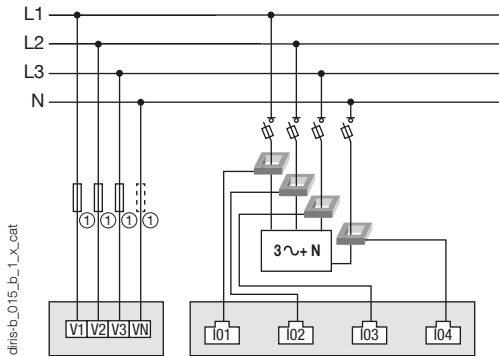 L1
L2
L3
N
① ① ① ①
3∿+ N
V1 V2 V3 VN
I01 I02 I03 I04
diris-b_015_b_1_x_cat